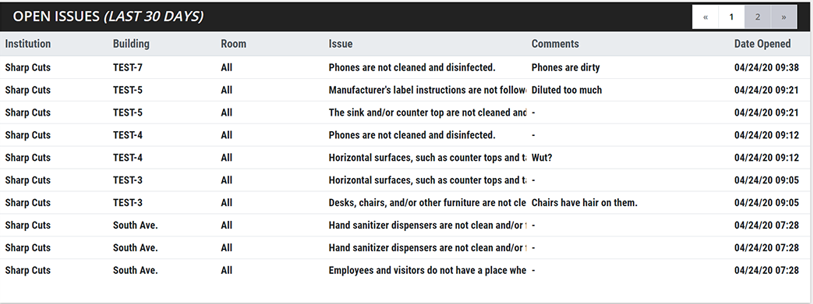 OPEN ISSUES (LAST 30 DAYS) « 1 2 »
Institution Building Room Issue Comments Date Opened
Sharp Cuts TEST-7 All Phones are not cleaned and disinfected. Phones are dirty 04/24/20 09:38
Sharp Cuts TEST-5 All Manufacturer's label instructions are not follow Diluted too much 04/24/20 09:21
Sharp Cuts TEST-5 All The sink and/or counter top are not cleaned and - 04/24/20 09:21
Sharp Cuts TEST-4 All Phones are not cleaned and disinfected. - 04/24/20 09:12
Sharp Cuts TEST-4 All Horizontal surfaces, such as counter tops and t Wut? 04/24/20 09:12
Sharp Cuts TEST-3 All Horizontal surfaces, such as counter tops and t - 04/24/20 09:05
Sharp Cuts TEST-3 All Desks, chairs, and/or other furniture are not cle Chairs have hair on them. 04/24/20 09:05
Sharp Cuts South Ave. All Hand sanitizer dispensers are not clean and/or - 04/24/20 07:28
Sharp Cuts South Ave. All Hand sanitizer dispensers are not clean and/or - 04/24/20 07:28
Sharp Cuts South Ave. All Employees and visitors do not have a place whe - 04/24/20 07:28